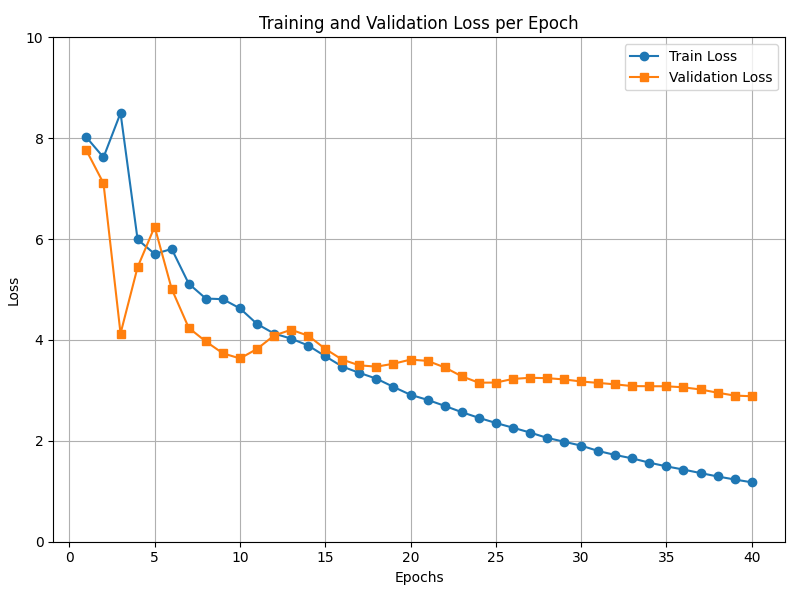 Training and Validation Loss per Epoch
Train Loss
Validation Loss
10
8
6
4
2
0
Loss
0 5 10 15 20 25 30 35 40
Epochs